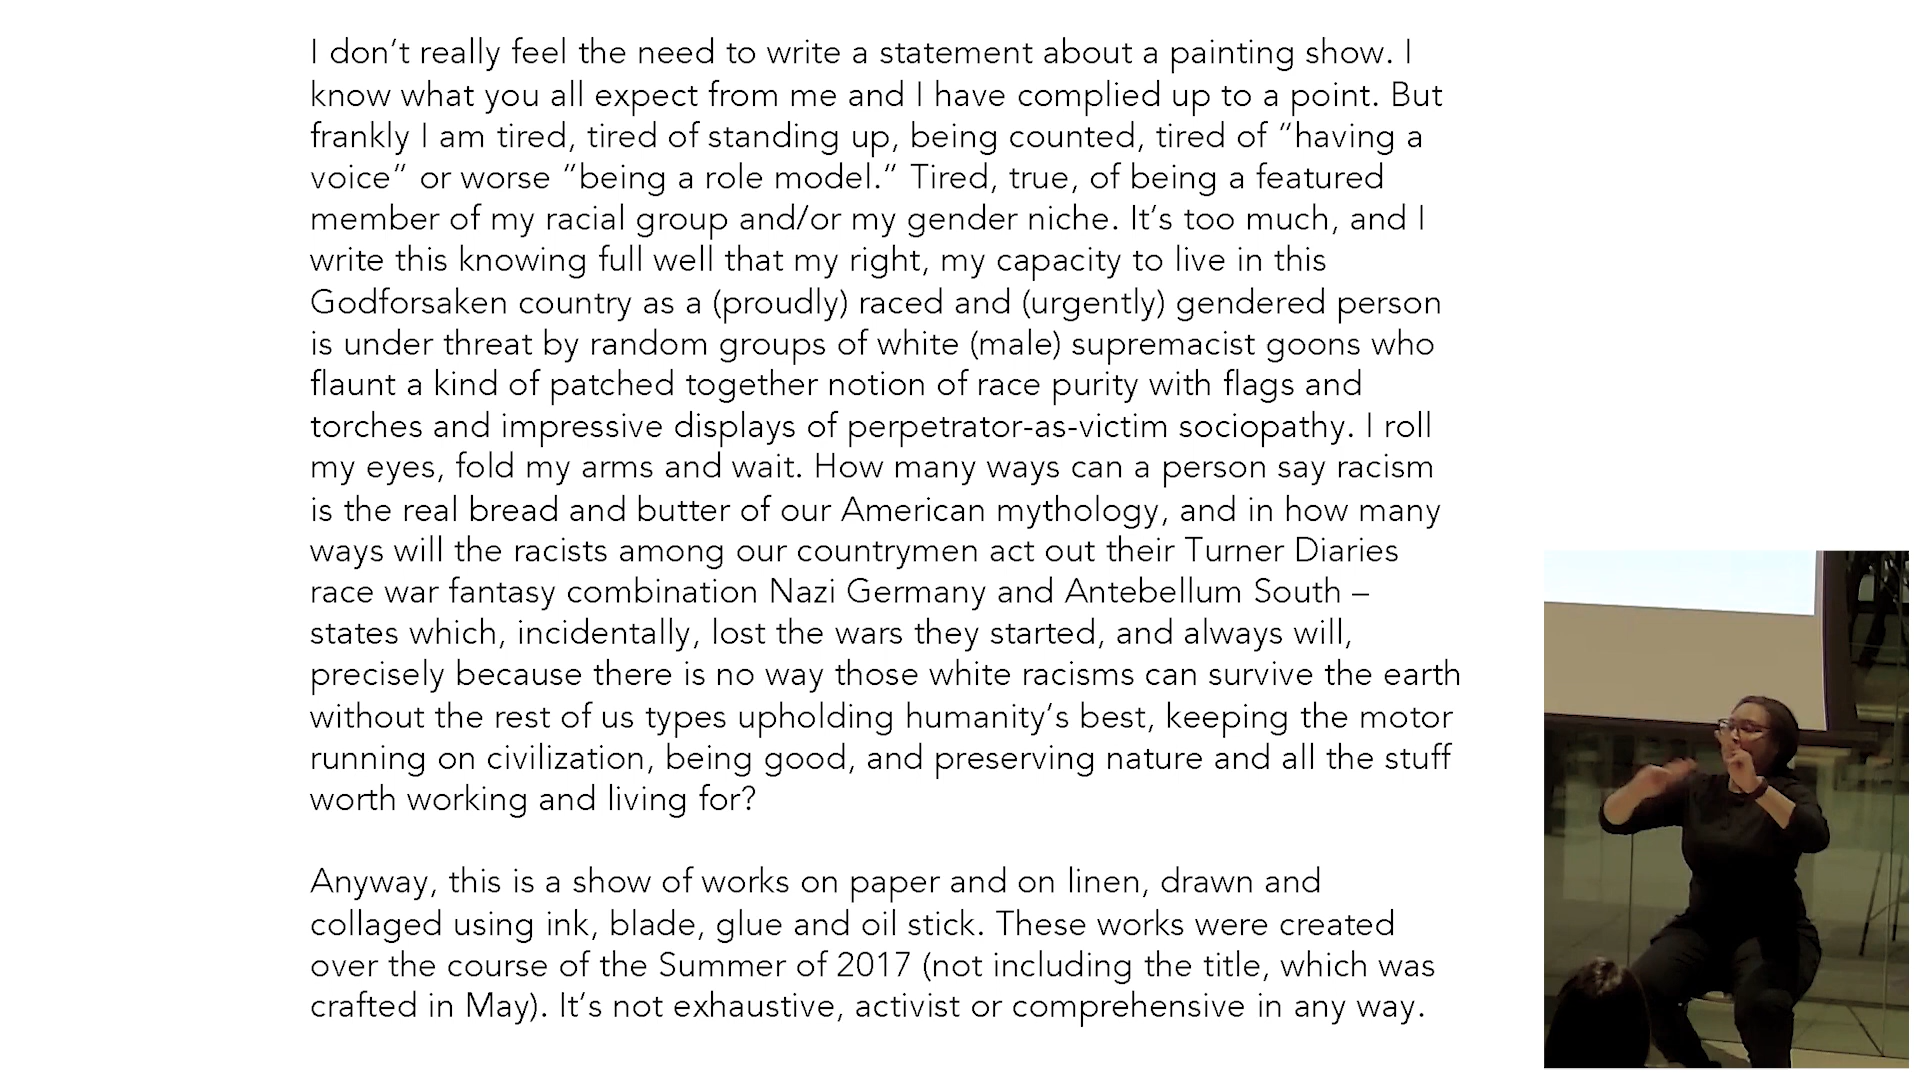 I don’t really feel the need to write a statement about a painting show. I
know what you all expect from me and I have complied up to a point. But
frankly I am tired, tired of standing up, being counted, tired of “having a
voice” or worse “being a role model.” Tired, true, of being a featured
member of my racial group and/or my gender niche. It’s too much, and I
write this knowing full well that my right, my capacity to live in this
Godforsaken country as a (proudly) raced and (urgently) gendered person
is under threat by random groups of white (male) supremacist goons who
flaunt a kind of patched together notion of race purity with flags and
torches and impressive displays of perpetrator-as-victim sociopathy. I roll
my eyes, fold my arms and wait. How many ways can a person say racism
is the real bread and butter of our American mythology, and in how many
ways will the racists among our countrymen act out their Turner Diaries
race war fantasy combination Nazi Germany and Antebellum South –
states which, incidentally, lost the wars they started, and always will,
precisely because there is no way those white racisms can survive the earth
without the rest of us types upholding humanity’s best, keeping the motor
running on civilization, being good, and preserving nature and all the stuff
worth working and living for?
Anyway, this is a show of works on paper and on linen, drawn and
collaged using ink, blade, glue and oil stick. These works were created
over the course of the Summer of 2017 (not including the title, which was
crafted in May). It’s not exhaustive, activist or comprehensive in any way.